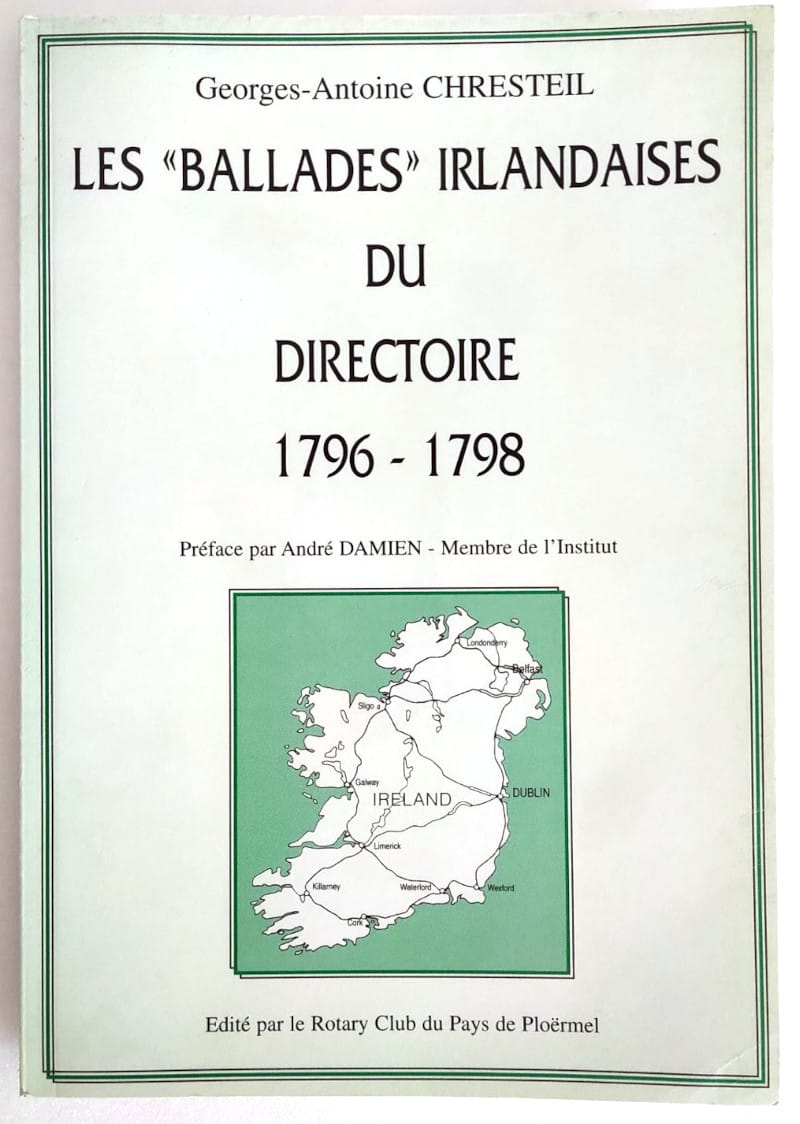 Georges-Antoine CHRESTEIL
LES «BALLADES» IRLANDAISES
DU
DIRECTOIRE
1796 - 1798
Préface par André DAMIEN - Membre de l'Institut
Londonderry
Belfast
Sligo a
Galway
IRELAND
DUBLIN
Limerick
Killarney
Waterford
Wexford
Cork
Edité par le Rotary Club du Pays de Ploërmel